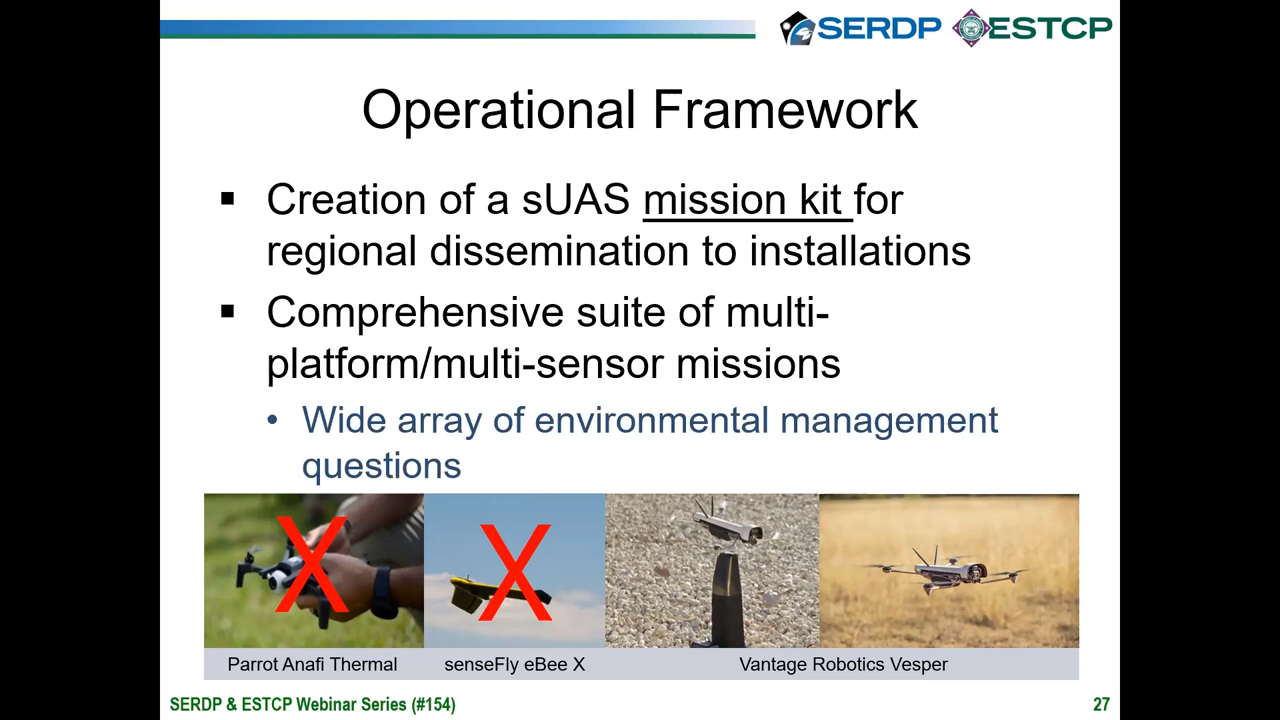 SERDP ESTCP
Operational Framework
▪ Creation of a sUAS mission kit for
regional dissemination to installations
▪ Comprehensive suite of multi-
platform/multi-sensor missions
• Wide array of environmental management
questions
X X
Parrot Anafi Thermal senseFly eBee X Vantage Robotics Vesper
SERDP & ESTCP Webinar Series (#154) 27